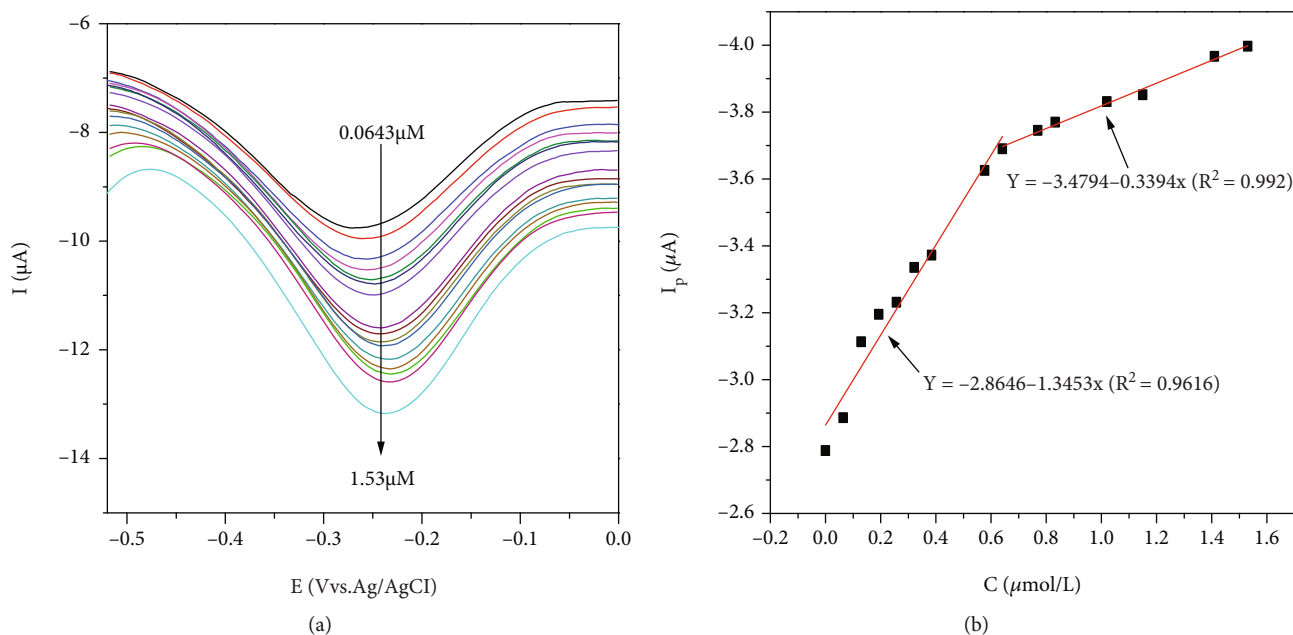 −6
−8
−10
−12
−14
I (μA)
0.0643μM
1.53μM
−0.5
−0.4
−0.3
−0.2
−0.1
0.0
E (Vvs.Ag/AgCI)
(a)
−4.0
−3.8
−3.6
−3.4
−3.2
−3.0
−2.8
−2.6
Ip (μA)
Y = −3.4794−0.3394x (R² = 0.992)
Y = −2.8646−1.3453x (R² = 0.9616)
−0.2
0.0
0.2
0.4
0.6
0.8
1.0
1.2
1.4
1.6
C (μmol/L)
(b)